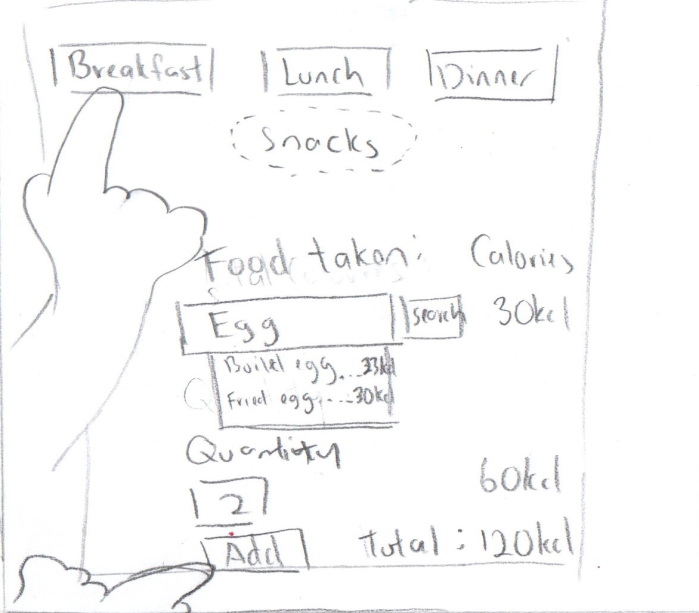 Breakfast Lunch Dinner
Snacks
Food taken: Calories
Egg search 30kcl
Boiled egg...33kcl
Fried egg....30kcl
Quantity
2 60kcl
Add Total : 120kcl